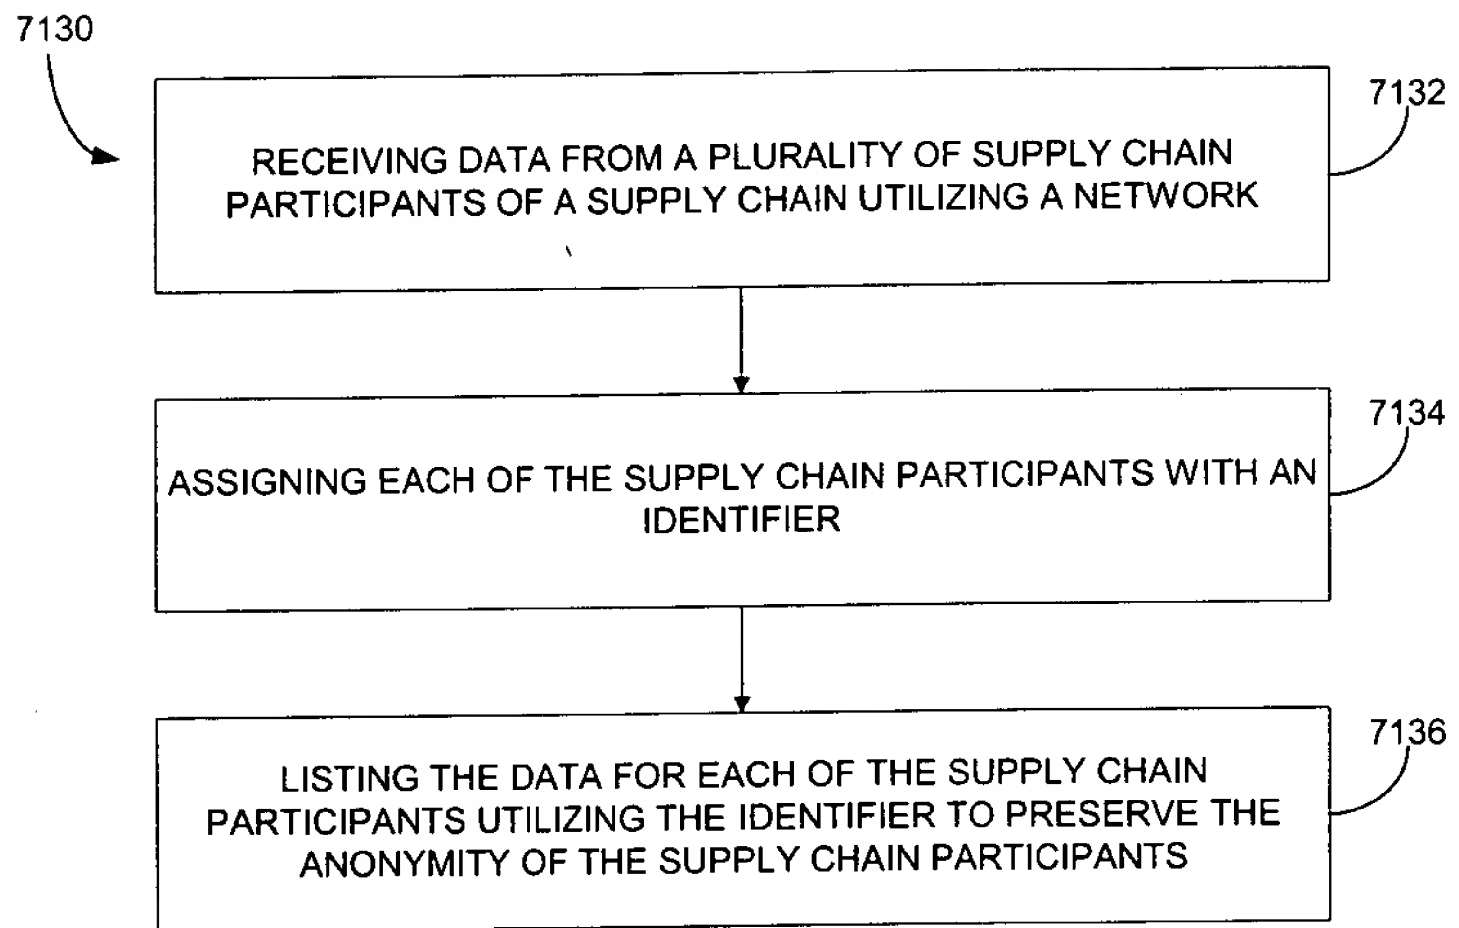 7130
7132
RECEIVING DATA FROM A PLURALITY OF SUPPLY CHAIN
PARTICIPANTS OF A SUPPLY CHAIN UTILIZING A NETWORK
7134
ASSIGNING EACH OF THE SUPPLY CHAIN PARTICIPANTS WITH AN
IDENTIFIER
7136
LISTING THE DATA FOR EACH OF THE SUPPLY CHAIN
PARTICIPANTS UTILIZING THE IDENTIFIER TO PRESERVE THE
ANONYMITY OF THE SUPPLY CHAIN PARTICIPANTS